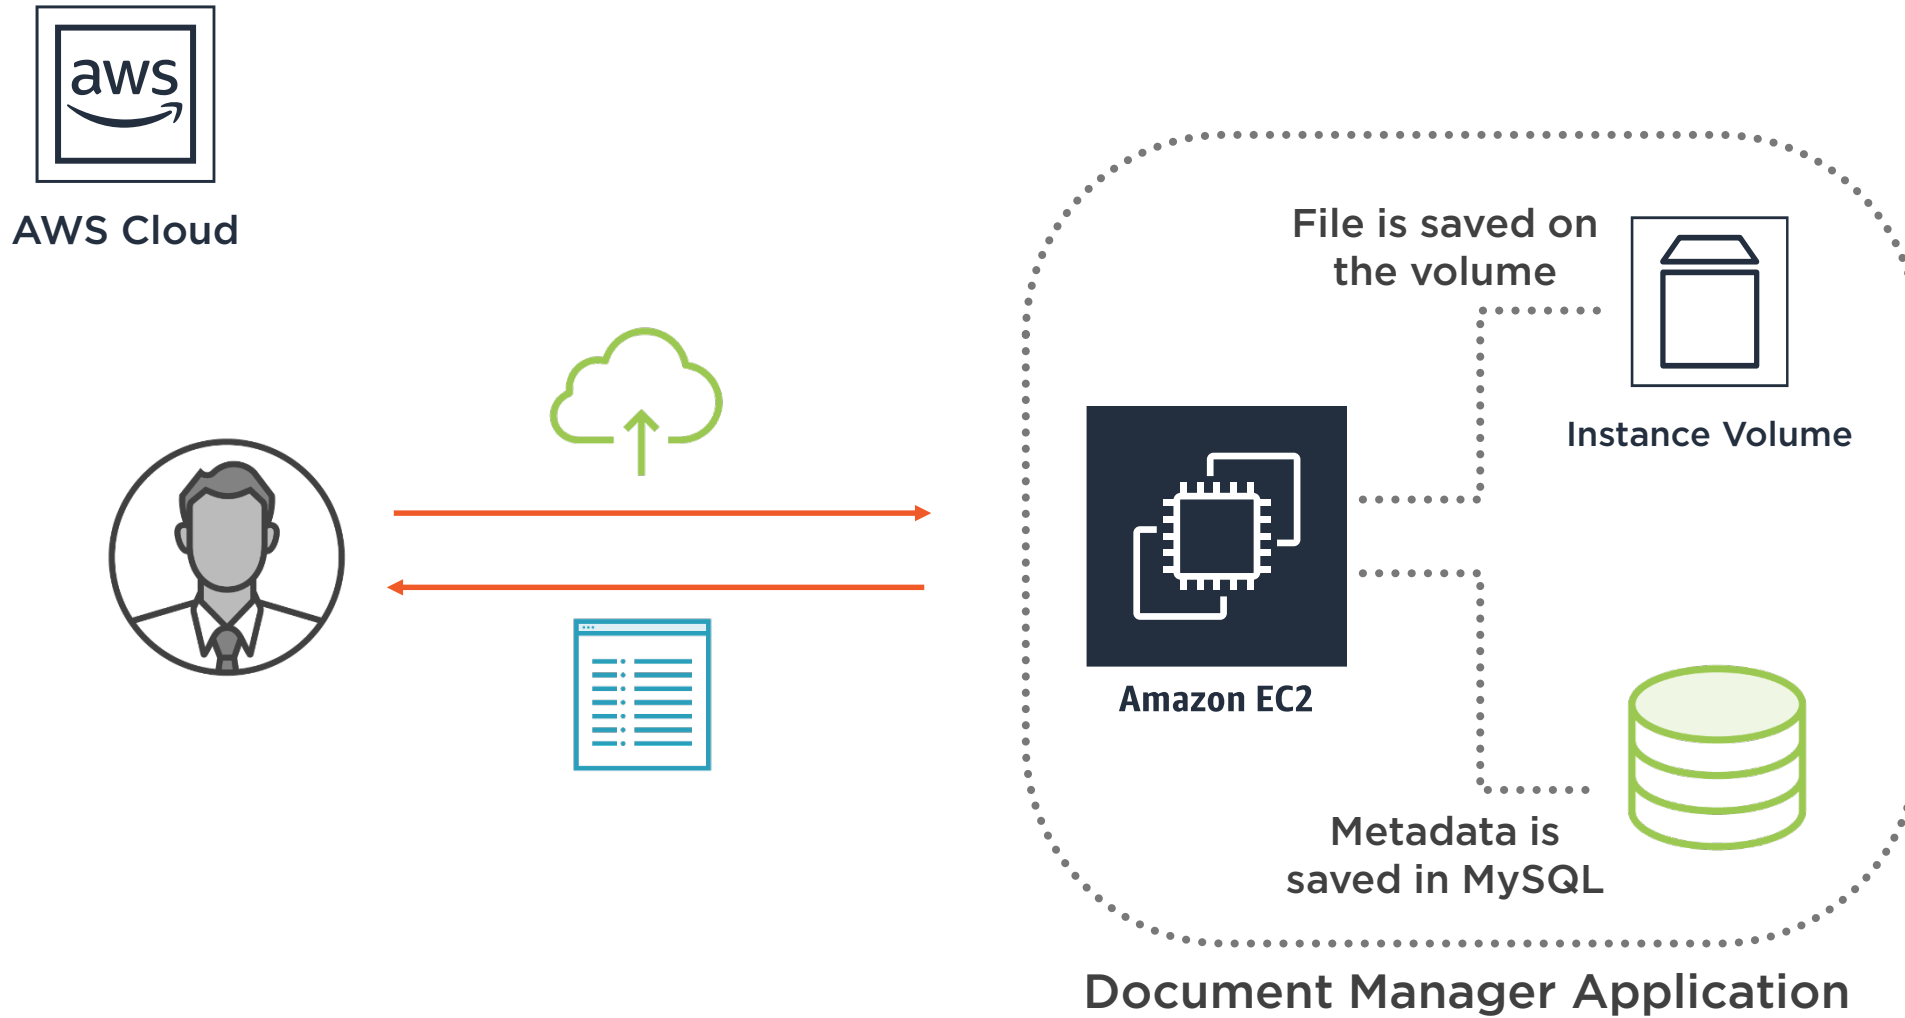 aws
AWS Cloud
File is saved on
the volume
Instance Volume
Amazon EC2
Metadata is
saved in MySQL
Document Manager Application